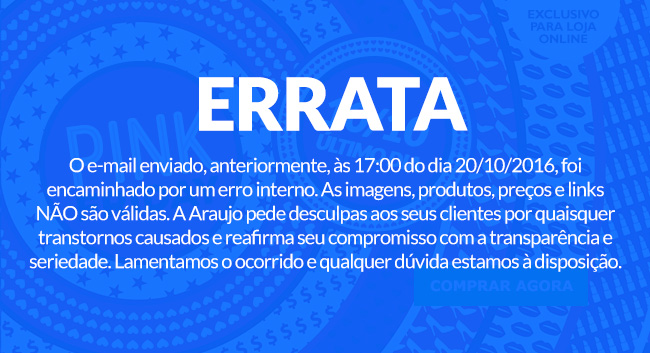 EXCLUSIVO
PARA LOJA
ONLINE
ERRATA
PINK
ÚLTIMO
O e-mail enviado, anteriormente, às 17:00 do dia 20/10/2016, foi
encaminhado por um erro interno. As imagens, produtos, preços e links
NÃO são válidas. A Araujo pede desculpas aos seus clientes por quaisquer
transtornos causados e reafirma seu compromisso com a transparência e
seriedade. Lamentamos o ocorrido e qualquer dúvida estamos à disposição.
COMPRAR AGORA